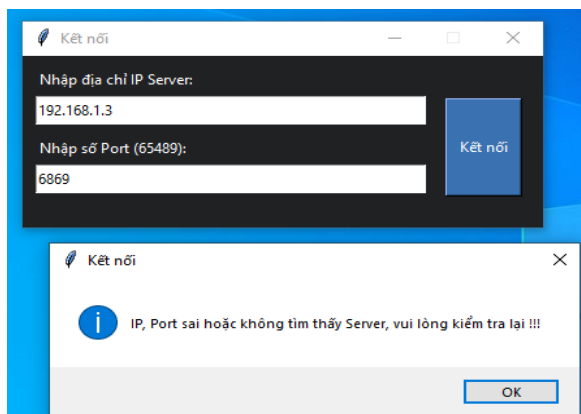 Kết nối
Nhập địa chỉ IP Server:
192.168.1.3
Nhập số Port (65489):
Kết nối
6869
Kết nối
IP, Port sai hoặc không tìm thấy Server, vui lòng kiểm tra lại !!!
OK